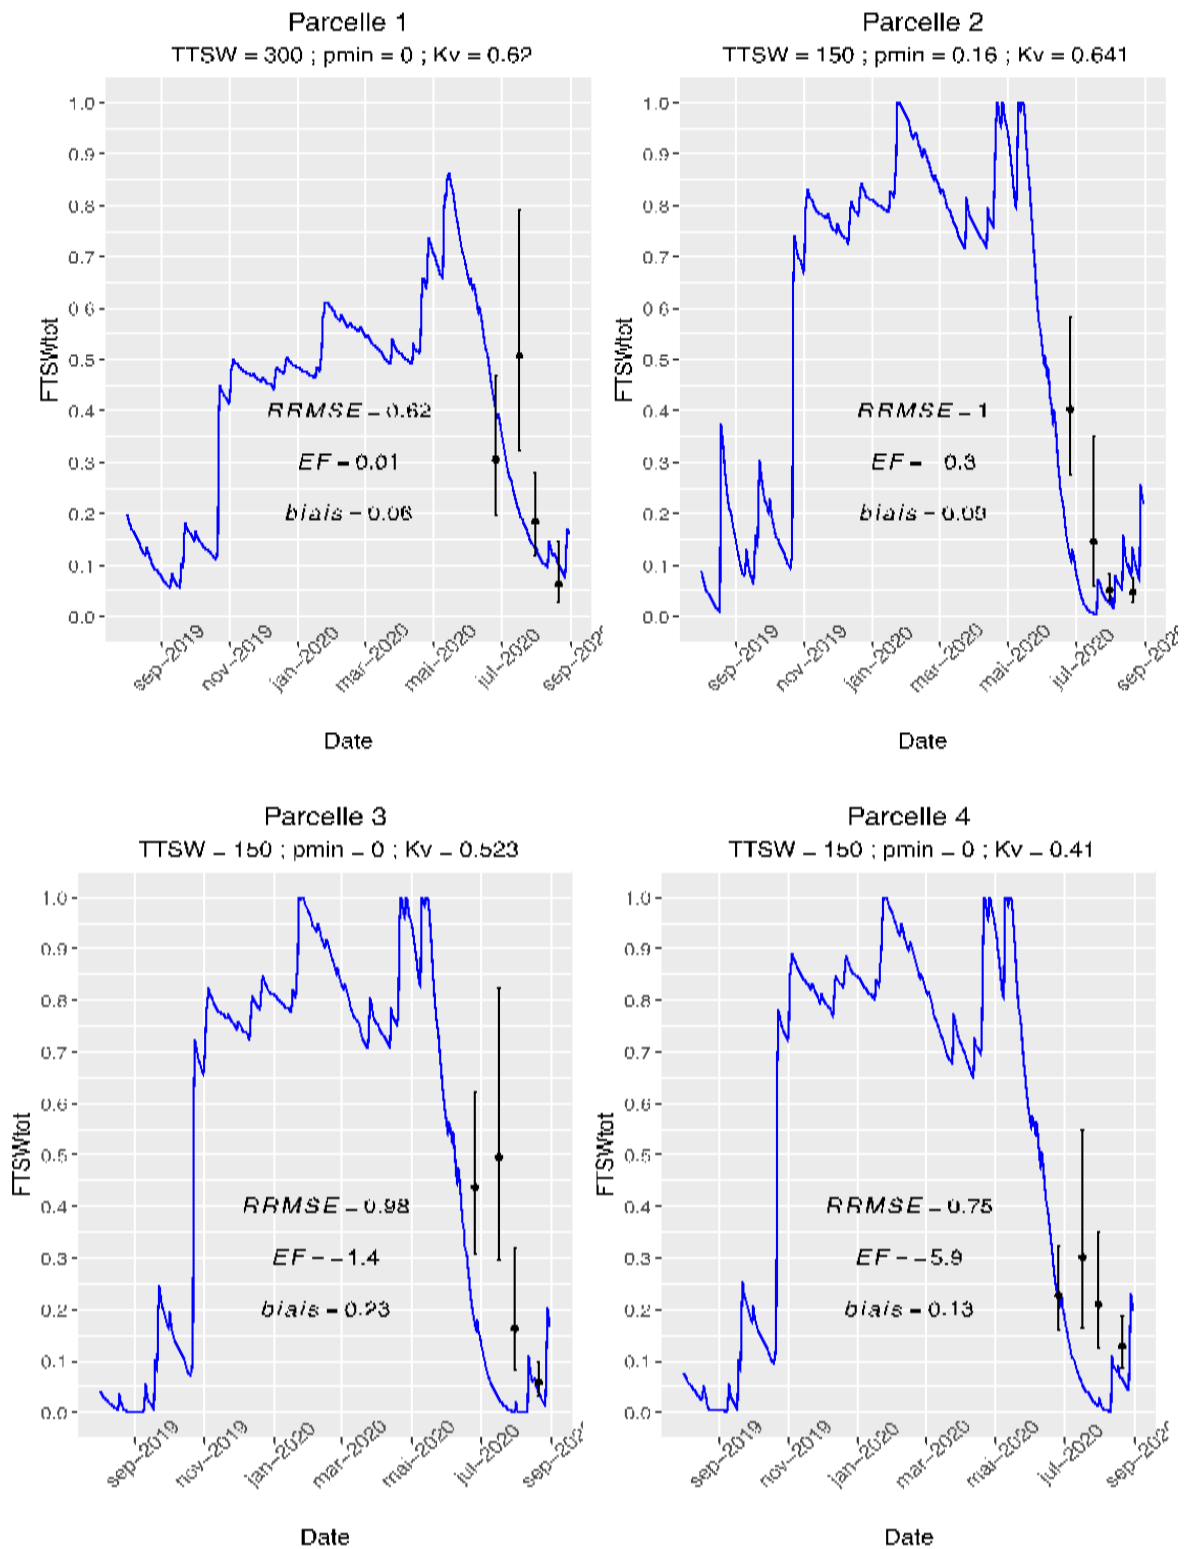 Parcelle 1
TTSW = 300 ; pmin = 0 ; Kv = 0.62
1.0
0.9
0.8
0.7
0.6
0.5
0.4
0.3
0.2
0.1
0.0
FTSWtot
RRMSE = 0.62
EF = 0.01
biais = 0.06
sep-2019
nov-2019
jan-2020
mar-2020
mai-2020
jul-2020
Date
Parcelle 2
TTSW = 150 ; pmin = 0.16 ; Kv = 0.641
1.0
0.9
0.8
0.7
0.6
0.5
0.4
0.3
0.2
0.1
0.0
FTSWtot
RRMSE = 1
EF = -0.3
biais = 0.09
sep-2019
nov-2019
jan-2020
mar-2020
mai-2020
jul-2020
Date
Parcelle 3
TTSW = 150 ; pmin = 0 ; Kv = 0.523
1.0
0.9
0.8
0.7
0.6
0.5
0.4
0.3
0.2
0.1
0.0
FTSWtot
RRMSE = 0.98
EF = -1.4
biais = 0.23
sep-2019
nov-2019
jan-2020
mar-2020
mai-2020
jul-2020
Date
Parcelle 4
TTSW = 150 ; pmin = 0 ; Kv = 0.41
1.0
0.9
0.8
0.7
0.6
0.5
0.4
0.3
0.2
0.1
0.0
FTSWtot
RRMSE = 0.75
EF = -5.9
biais = 0.13
sep-2019
nov-2019
jan-2020
mar-2020
mai-2020
jul-2020
Date